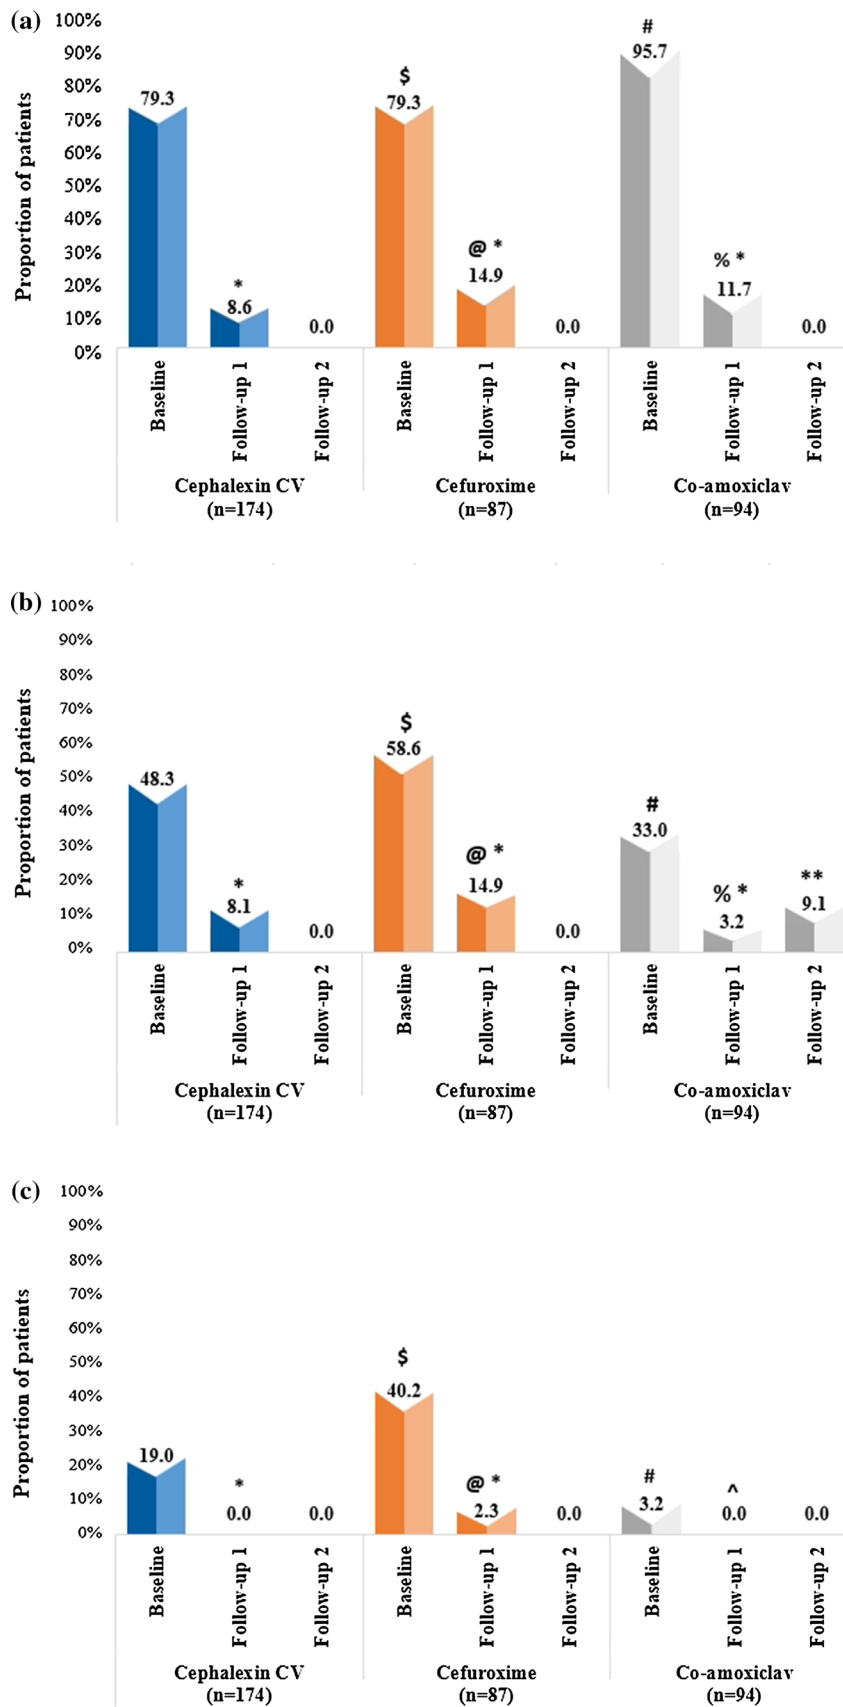 (a)
Proportion of patients
100%
90%
80%
70%
60%
50%
40%
30%
20%
10%
0%
79.3
*
8.6
0.0
$
79.3
@ *
14.9
0.0
#
95.7
% *
11.7
0.0
Baseline
Follow-up 1
Follow-up 2
Baseline
Follow-up 1
Follow-up 2
Baseline
Follow-up 1
Follow-up 2
Cephalexin CV
(n=174)
Cefuroxime
(n=87)
Co-amoxiclav
(n=94)
(b)
Proportion of patients
100%
90%
80%
70%
60%
50%
40%
30%
20%
10%
0%
48.3
*
8.1
0.0
$
58.6
@ *
14.9
0.0
#
33.0
% *
3.2
**
9.1
Baseline
Follow-up 1
Follow-up 2
Baseline
Follow-up 1
Follow-up 2
Baseline
Follow-up 1
Follow-up 2
Cephalexin CV
(n=174)
Cefuroxime
(n=87)
Co-amoxiclav
(n=94)
(c)
Proportion of patients
100%
90%
80%
70%
60%
50%
40%
30%
20%
10%
0%
19.0
*
0.0
0.0
$
40.2
@ *
2.3
0.0
#
3.2
^
0.0
0.0
Baseline
Follow-up 1
Follow-up 2
Baseline
Follow-up 1
Follow-up 2
Baseline
Follow-up 1
Follow-up 2
Cephalexin CV
(n=174)
Cefuroxime
(n=87)
Co-amoxiclav
(n=94)